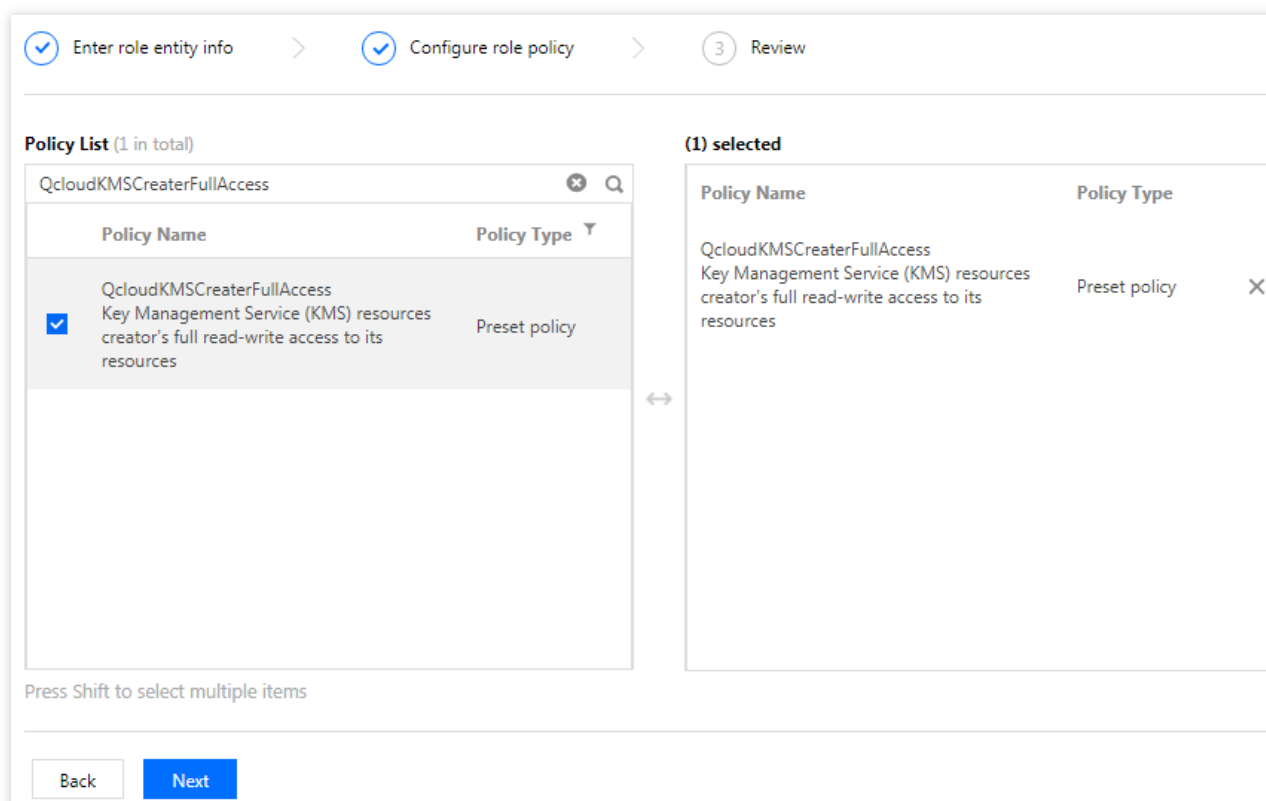 Enter role entity info
Configure role policy
3 Review
Policy List (1 in total)
QcloudKMSCreaterFullAccess
Policy Name Policy Type
QcloudKMSCreaterFullAccess
Key Management Service (KMS) resources
creator's full read-write access to its
resources
Preset policy
Press Shift to select multiple items
(1) selected
Policy Name Policy Type
QcloudKMSCreaterFullAccess
Key Management Service (KMS) resources
creator's full read-write access to its
resources
Preset policy
Back
Next